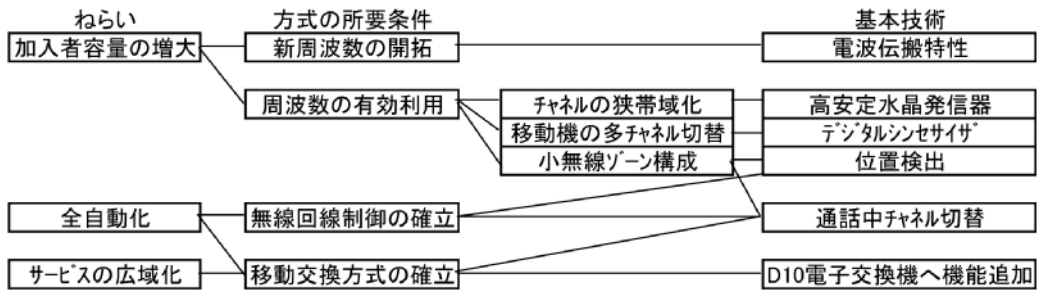 ねらい 方式の所要条件 基本技術
加入者容量の増大 新周波数の開拓 電波伝搬特性
周波数の有効利用 ﾁｬﾈﾙの狭帯域化 高安定水晶発信器
移動機の多ﾁｬﾈﾙ切替 ﾃﾞｼﾞﾀﾙｼﾝｾｻｲｻﾞ
小無線ｿﾞｰﾝ構成 位置検出
全自動化 無線回線制御の確立 通話中ﾁｬﾈﾙ切替
ｻｰﾋﾞｽの広域化 移動交換方式の確立 D10電子交換機へ機能追加